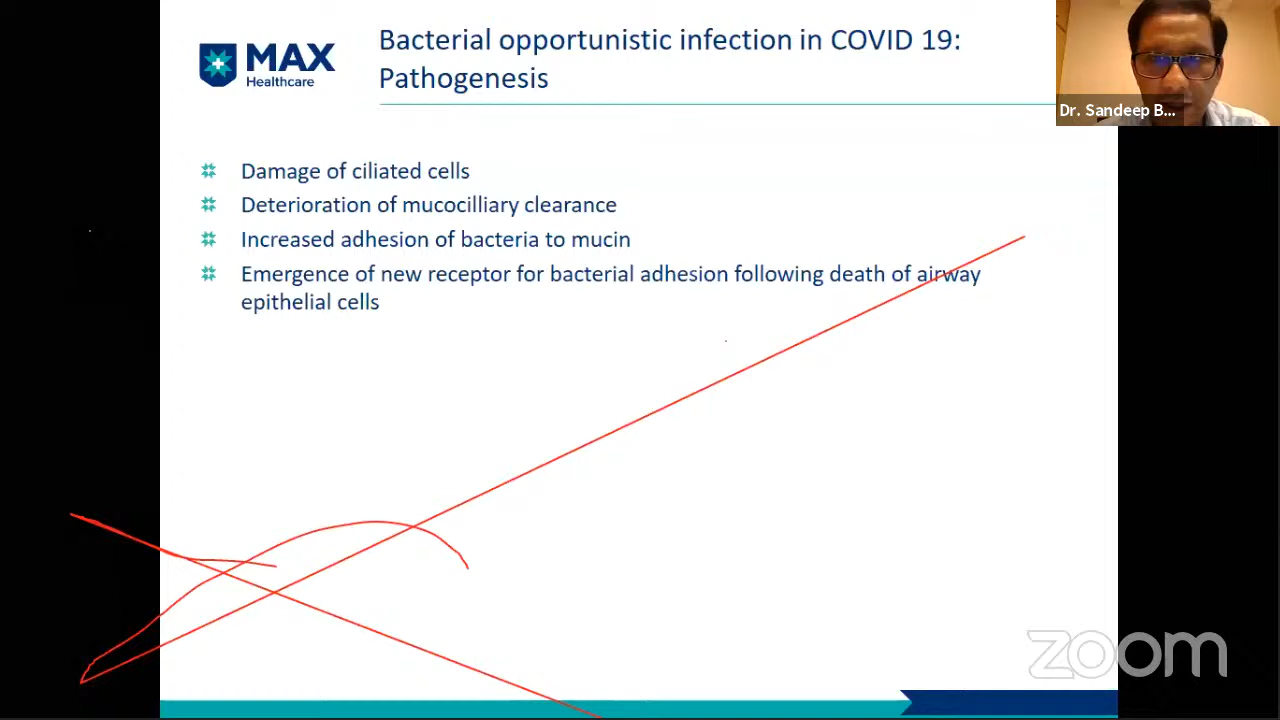 MAX
Healthcare
Bacterial opportunistic infection in COVID 19:
Pathogenesis
Dr. Sandeep B...
Damage of ciliated cells
Deterioration of mucocilliary clearance
Increased adhesion of bacteria to mucin
Emergence of new receptor for bacterial adhesion following death of airway
epithelial cells
zoom